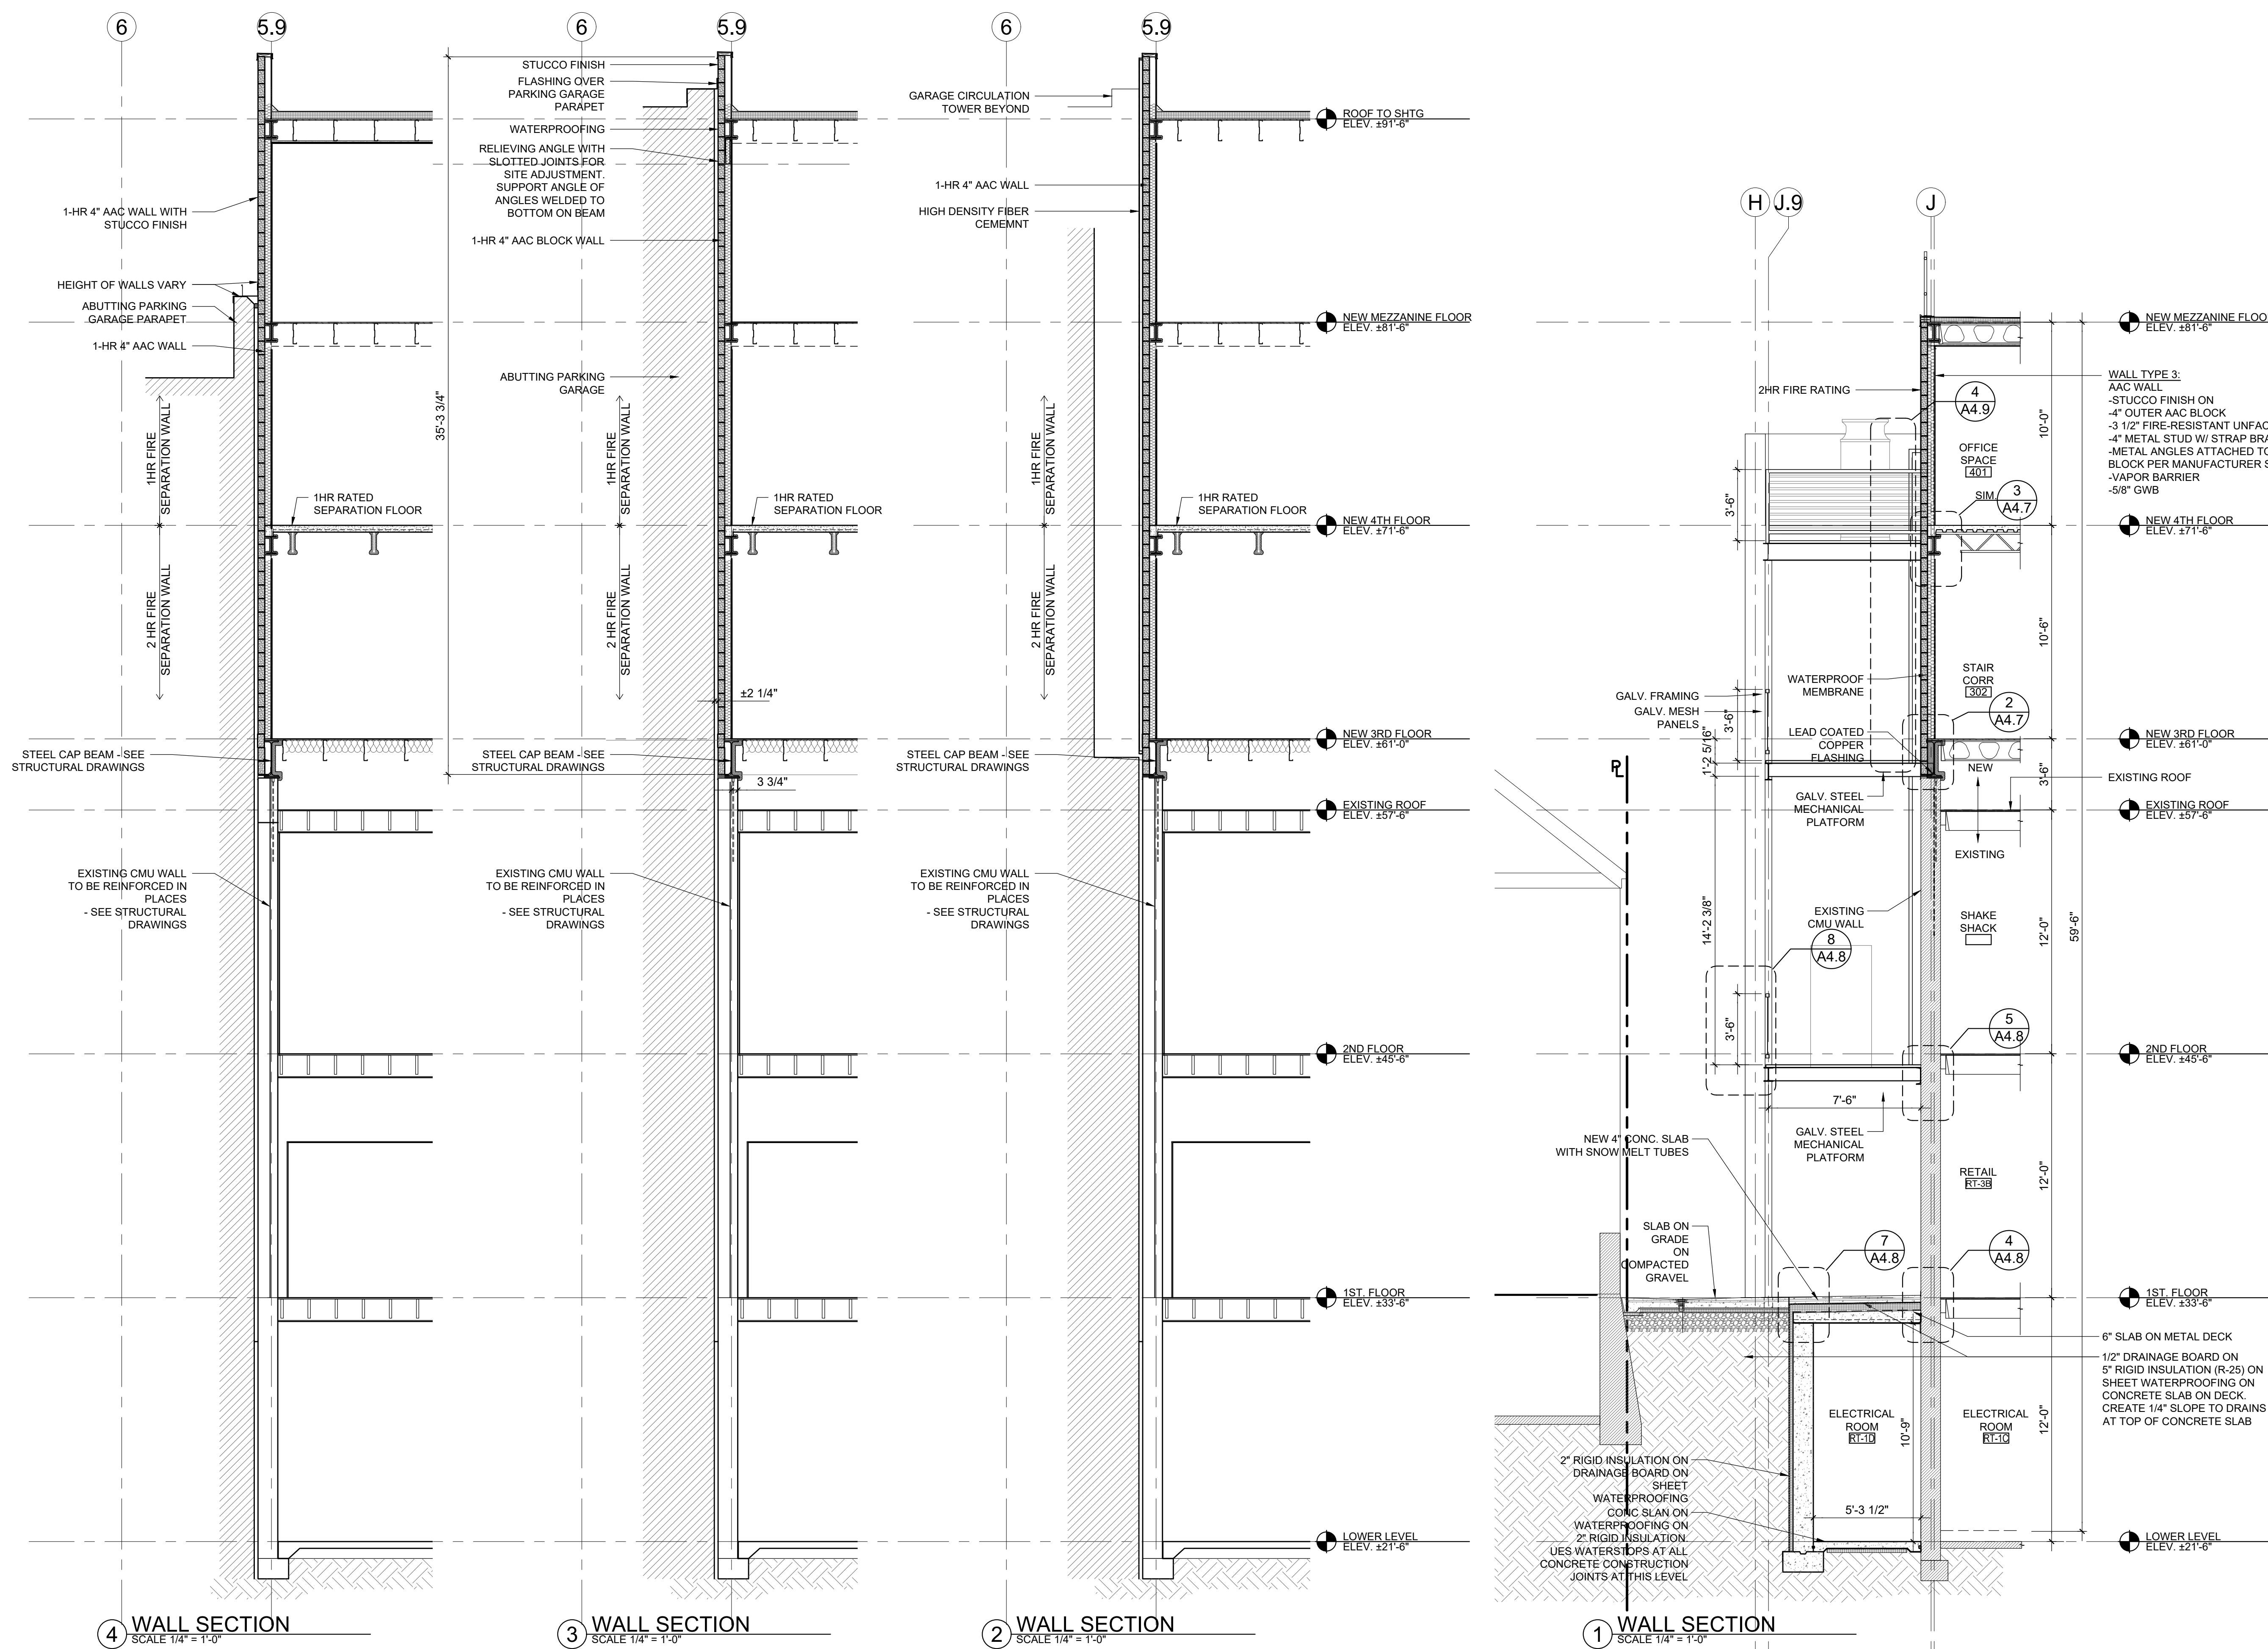 6
5.9
1-HR 4" AAC WALL WITH
STUCCO FINISH
HEIGHT OF WALLS VARY
ABUTTING PARKING
GARAGE PARAPET
1-HR 4" AAC WALL
1HR FIRE
SEPARATION WALL
2 HR FIRE
SEPARATION WALL
1HR RATED
SEPARATION FLOOR
STEEL CAP BEAM - SEE
STRUCTURAL DRAWINGS
EXISTING CMU WALL
TO BE REINFORCED IN
PLACES
- SEE STRUCTURAL
DRAWINGS
4
WALL SECTION
SCALE 1/4" = 1'-0"
6
5.9
35'-3 3/4"
STUCCO FINISH
FLASHING OVER
PARKING GARAGE
PARAPET
WATERPROOFING
RELIEVING ANGLE WITH
SLOTTED JOINTS FOR
SITE ADJUSTMENT.
SUPPORT ANGLE OF
ANGLES WELDED TO
BOTTOM ON BEAM
1-HR 4" AAC BLOCK WALL
ABUTTING PARKING
GARAGE
1HR FIRE
SEPARATION WALL
2 HR FIRE
SEPARATION WALL
1HR RATED
SEPARATION FLOOR
±2 1/4"
STEEL CAP BEAM - SEE
STRUCTURAL DRAWINGS
3 3/4"
EXISTING CMU WALL
TO BE REINFORCED IN
PLACES
- SEE STRUCTURAL
DRAWINGS
3
WALL SECTION
SCALE 1/4" = 1'-0"
6
5.9
GARAGE CIRCULATION
TOWER BEYOND
1-HR 4" AAC WALL
HIGH DENSITY FIBER
CEMEMNT
1HR FIRE
SEPARATION WALL
2 HR FIRE
SEPARATION WALL
1HR RATED
SEPARATION FLOOR
STEEL CAP BEAM - SEE
STRUCTURAL DRAWINGS
EXISTING CMU WALL
TO BE REINFORCED IN
PLACES
- SEE STRUCTURAL
DRAWINGS
ROOF TO SHTG
ELEV. ±91'-6"
NEW MEZZANINE FLOOR
ELEV. ±81'-6"
NEW 4TH FLOOR
ELEV. ±71'-6"
NEW 3RD FLOOR
ELEV. ±61'-0"
EXISTING ROOF
ELEV. ±57'-6"
2ND FLOOR
ELEV. ±45'-6"
1ST. FLOOR
ELEV. ±33'-6"
LOWER LEVEL
ELEV. ±21'-6"
2
WALL SECTION
SCALE 1/4" = 1'-0"
H
J.9
J
2HR FIRE RATING
4
A4.9
OFFICE
SPACE
401
SIM.
3
A4.7
3'-6"
10'-0"
10'-6"
STAIR
CORR
302
WATERPROOF
MEMBRANE
GALV. FRAMING
GALV. MESH
PANELS
3'-6"
2
A4.7
LEAD COATED
COPPER
FLASHING
1'-2 5/16"
NEW
3'-6"
GALV. STEEL
MECHANICAL
PLATFORM
EXISTING
PL
EXISTING
CMU WALL
SHAKE
SHACK
14'-2 3/8"
12'-0"
59'-6"
8
A4.8
3'-6"
5
A4.8
7'-6"
GALV. STEEL
MECHANICAL
PLATFORM
NEW 4" CONC. SLAB
WITH SNOW MELT TUBES
RETAIL
RT-3B
12'-0"
SLAB ON
GRADE
ON
COMPACTED
GRAVEL
7
A4.8
4
A4.8
ELECTRICAL
ROOM
RT-1D
10'-9"
ELECTRICAL
ROOM
RT-1C
12'-0"
2" RIGID INSULATION ON
DRAINAGE BOARD ON
SHEET
WATERPROOFING
CONC SLAN ON
WATERPROOFING ON
2" RIGID INSULATION.
UES WATERSTOPS AT ALL
CONCRETE CONSTRUCTION
JOINTS AT THIS LEVEL
5'-3 1/2"
NEW MEZZANINE FLOO
ELEV. ±81'-6"
WALL TYPE 3:
AAC WALL
-STUCCO FINISH ON
-4" OUTER AAC BLOCK
-3 1/2" FIRE-RESISTANT UNFAC
-4" METAL STUD W/ STRAP BRA
-METAL ANGLES ATTACHED TO
BLOCK PER MANUFACTURER S
-VAPOR BARRIER
-5/8" GWB
NEW 4TH FLOOR
ELEV. ±71'-6"
NEW 3RD FLOOR
ELEV. ±61'-0"
EXISTING ROOF
EXISTING ROOF
ELEV. ±57'-6"
2ND FLOOR
ELEV. ±45'-6"
1ST. FLOOR
ELEV. ±33'-6"
6" SLAB ON METAL DECK
1/2" DRAINAGE BOARD ON
5" RIGID INSULATION (R-25) ON
SHEET WATERPROOFING ON
CONCRETE SLAB ON DECK.
CREATE 1/4" SLOPE TO DRAINS
AT TOP OF CONCRETE SLAB
LOWER LEVEL
ELEV. ±21'-6"
1
WALL SECTION
SCALE 1/4" = 1'-0"